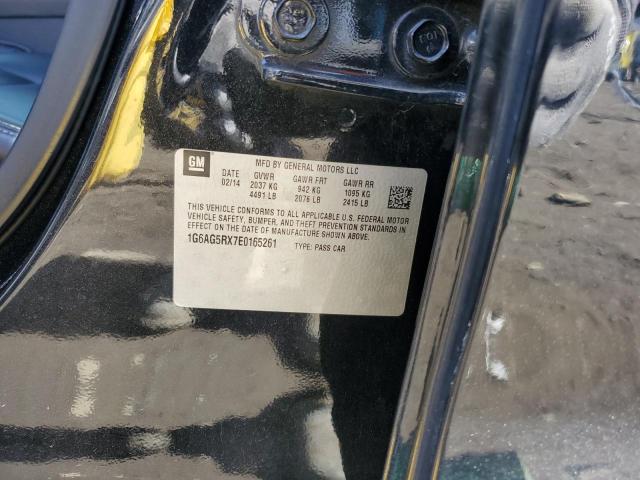 GM
MFD BY GENERAL MOTORS LLC
DATE GVWR GAWR FRT GAWR RR
02/14 2037 KG 942 KG 1095 KG
4491 LB 2076 LB 2415 LB
THIS VEHICLE CONFORMS TO ALL APPLICABLE U.S. FEDERAL MOTOR
VEHICLE SAFETY, BUMPER, AND THEFT PREVENTION STANDARDS IN
EFFECT ON THE DATE OF MANUFACTURE SHOWN ABOVE.
1G6AG5RX7E0165261 TYPE: PASS CAR